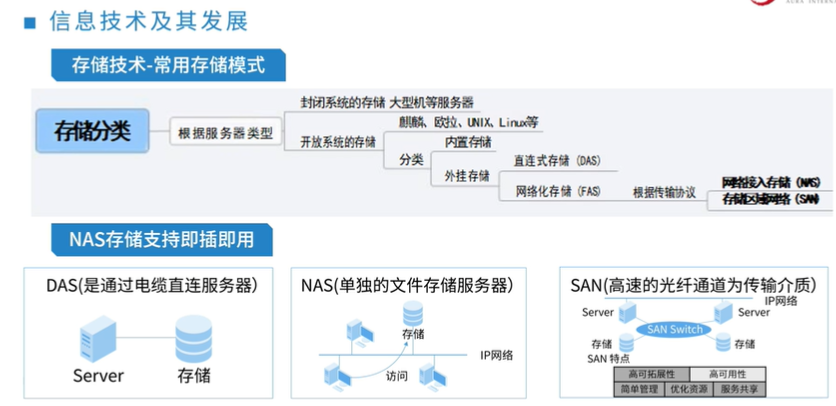 信息技术及其发展
存储技术-常用存储模式
封闭系统的存储 大型机等服务器
存储分类
根据服务器类型
麒麟、欧拉、UNIX、Linux等
开放系统的存储
内置存储
分类
直连式存储（DAS）
外挂存储
网络化存储（FAS）
根据传输协议
网络接入存储（NAS）
存储区域网络（SAN）
NAS存储支持即插即用
DAS(是通过电缆直连服务器)
Server
存储
NAS(单独的文件存储服务器)
存储
IP网络
访问
SAN(高速的光纤通道为传输介质)
IP网络
Server
Server
SAN Switch
存储
存储
SAN 特点
高可拓展性
高可用性
简单管理
优化资源
服务共享